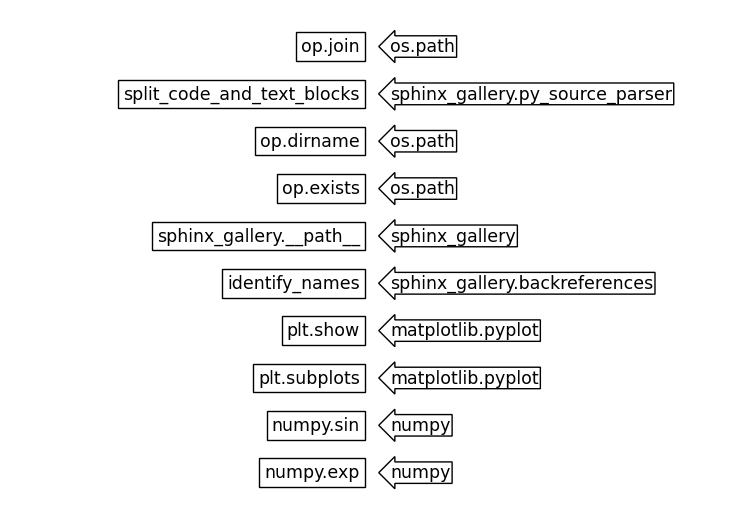 op.join os.path
split_code_and_text_blocks sphinx_gallery.py_source_parser
op.dirname os.path
op.exists os.path
sphinx_gallery.__path__ sphinx_gallery
identify_names sphinx_gallery.backreferences
plt.show matplotlib.pyplot
plt.subplots matplotlib.pyplot
numpy.sin numpy
numpy.exp numpy